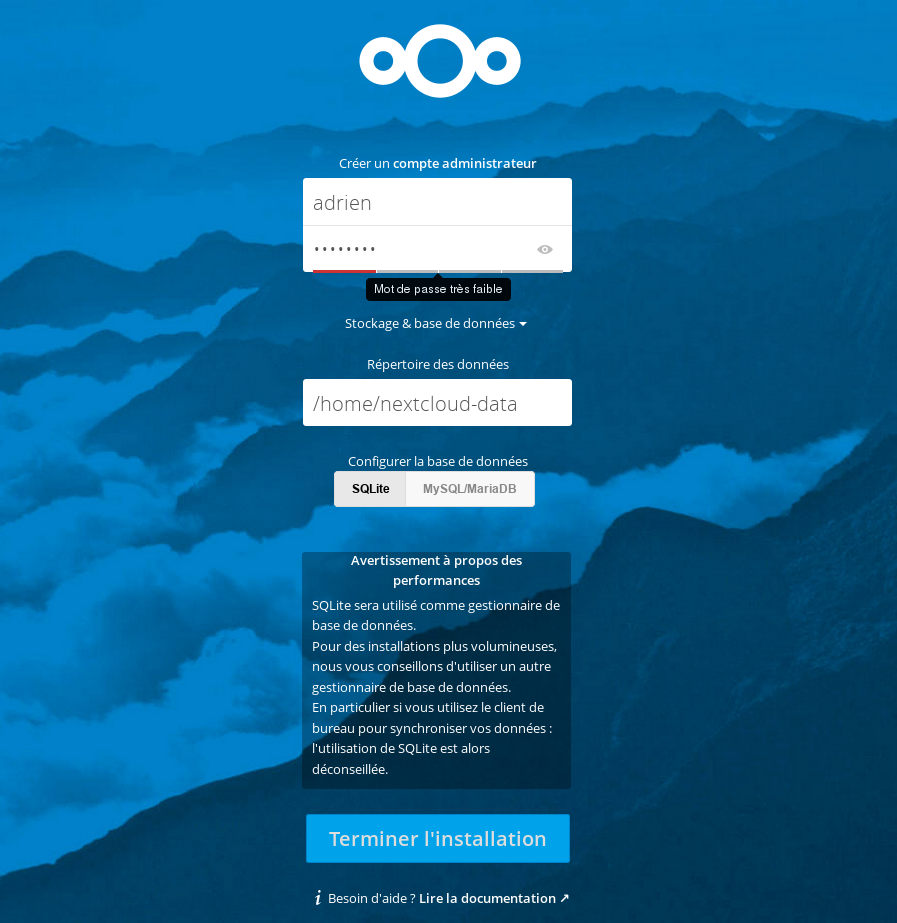 Créer un compte administrateur
adrien
••••••••
Mot de passe très faible
Stockage & base de données
Répertoire des données
/home/nextcloud-data
Configurer la base de données
SQLite MySQL/MariaDB
Avertissement à propos des
performances
SQLite sera utilisé comme gestionnaire de
base de données.
Pour des installations plus volumineuses,
nous vous conseillons d'utiliser un autre
gestionnaire de base de données.
En particulier si vous utilisez le client de
bureau pour synchroniser vos données :
l'utilisation de SQLite est alors
déconseillée.
Terminer l'installation
i Besoin d'aide ? Lire la documentation ↗